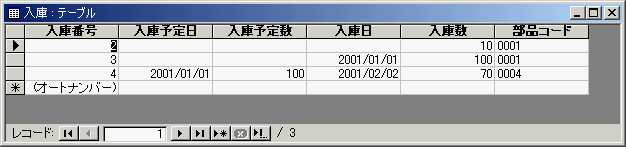 入庫 : テーブル
入庫番号 入庫予定日 入庫予定数 入庫日 入庫数 部品コード
2 10 0001
3 2001/01/01 100 0001
4 2001/01/01 100 2001/02/02 70 0004
(オートナンバー)
レコード: 1 / 3